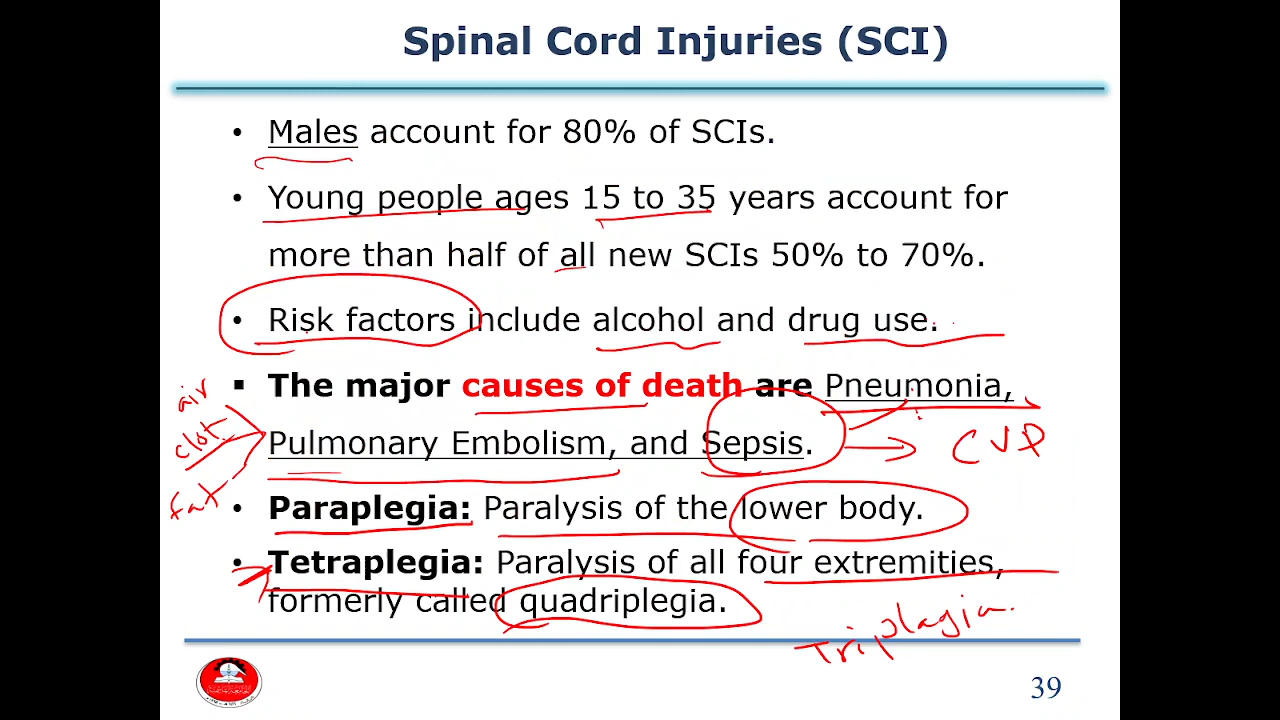 Spinal Cord Injuries (SCI)
• Males account for 80% of SCIs.
• Young people ages 15 to 35 years account for
more than half of all new SCIs 50% to 70%.
• Risk factors include alcohol and drug use.
▪ The major causes of death are Pneumonia,
air
Pulmonary Embolism, and Sepsis.
clot
CVP
fat
• Paraplegia: Paralysis of the lower body.
• Tetraplegia: Paralysis of all four extremities,
formerly called quadriplegia.
Triplagia.
39